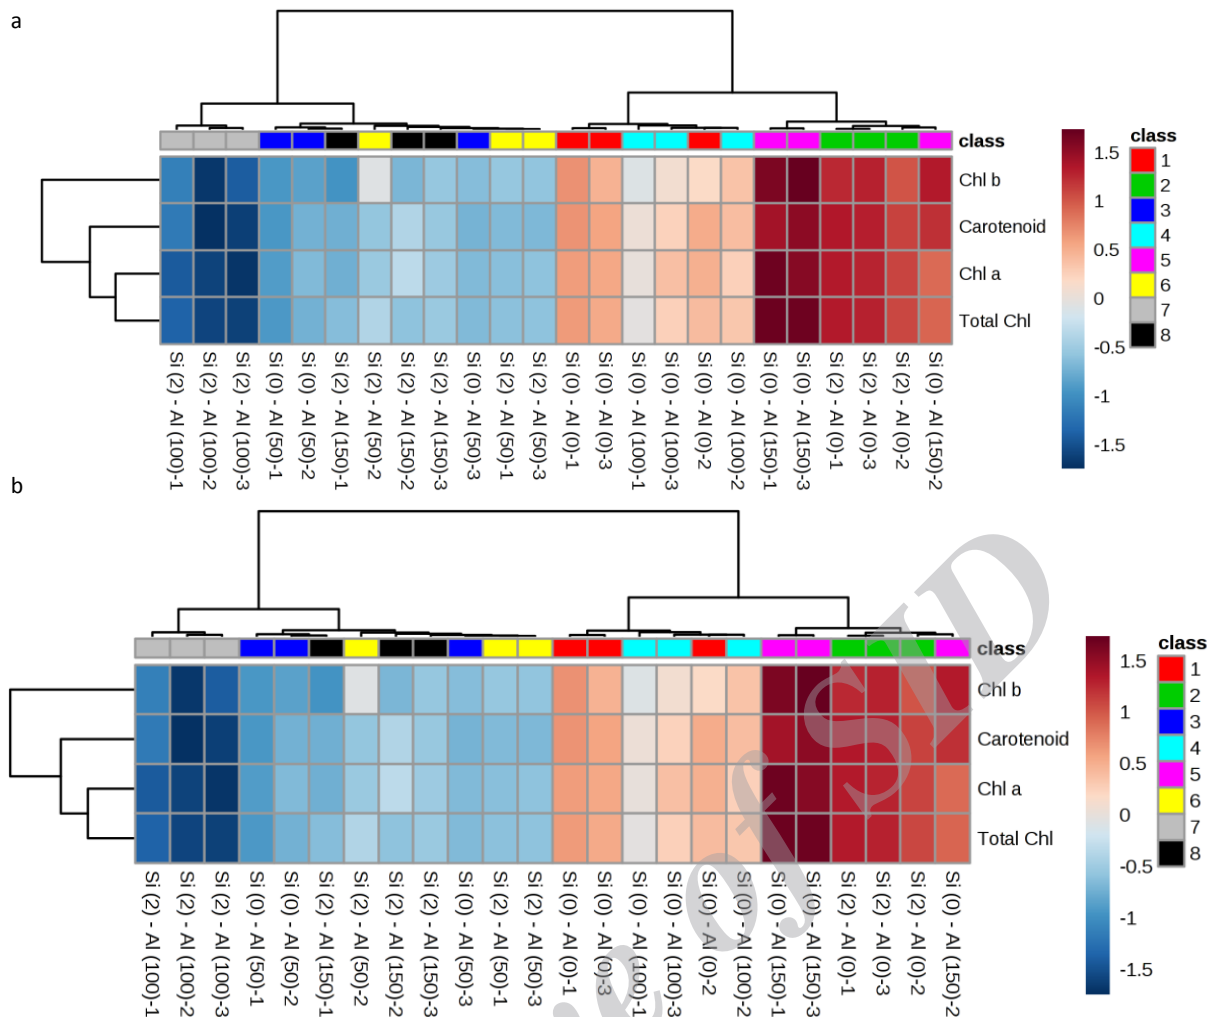 a
class
Chl b
Carotenoid
Chl a
Total Chl
Si (2) - Al (100)-1
Si (2) - Al (100)-2
Si (2) - Al (100)-3
Si (0) - Al (50)-1
Si (0) - Al (50)-2
Si (2) - Al (150)-1
Si (2) - Al (50)-2
Si (2) - Al (150)-2
Si (2) - Al (150)-3
Si (0) - Al (50)-3
Si (2) - Al (50)-1
Si (2) - Al (50)-3
Si (0) - Al (0)-1
Si (0) - Al (0)-3
Si (0) - Al (100)-1
Si (0) - Al (100)-3
Si (0) - Al (0)-2
Si (0) - Al (100)-2
Si (0) - Al (150)-1
Si (0) - Al (150)-3
Si (2) - Al (0)-1
Si (2) - Al (0)-3
Si (2) - Al (0)-2
Si (0) - Al (150)-2
1.5
1
0.5
0
-0.5
-1
-1.5
class
1
2
3
4
5
6
7
8
b
class
Chl b
Carotenoid
Chl a
Total Chl
Si (2) - Al (100)-1
Si (2) - Al (100)-2
Si (2) - Al (100)-3
Si (0) - Al (50)-1
Si (0) - Al (50)-2
Si (2) - Al (150)-1
Si (2) - Al (50)-2
Si (2) - Al (150)-2
Si (2) - Al (150)-3
Si (0) - Al (50)-3
Si (2) - Al (50)-1
Si (2) - Al (50)-3
Si (0) - Al (0)-1
Si (0) - Al (0)-3
Si (0) - Al (100)-1
Si (0) - Al (100)-3
Si (0) - Al (0)-2
Si (0) - Al (100)-2
Si (0) - Al (150)-1
Si (0) - Al (150)-3
Si (2) - Al (0)-1
Si (2) - Al (0)-3
Si (2) - Al (0)-2
Si (0) - Al (150)-2
1.5
1
0.5
0
-0.5
-1
-1.5
class
1
2
3
4
5
6
7
8
of SID